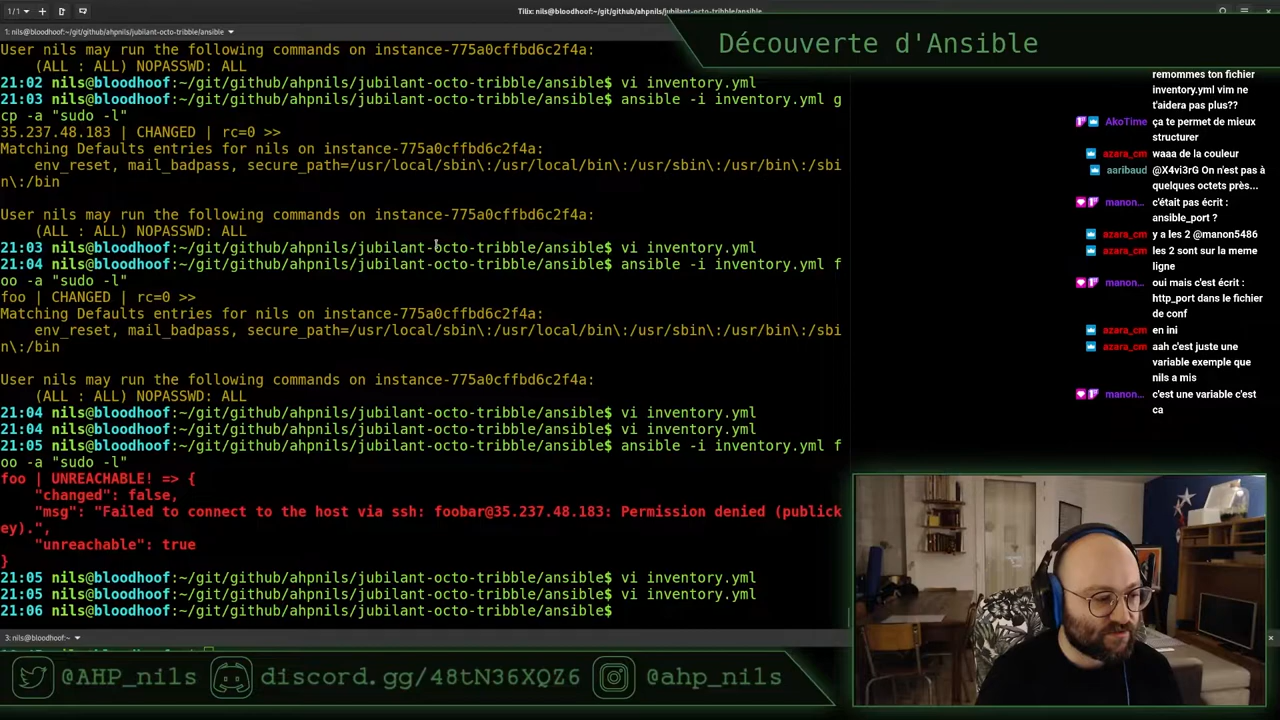 1/1
Tilix: nils@bloodhoof:~/git/github/ahpnils/jubilant-octo-tribble/ansible
1: nils@bloodhoof:~/git/github/ahpnils/jubilant-octo-tribble/ansible
Découverte d'Ansible
User nils may run the following commands on instance-775a0cffbd6c2f4a:
(ALL : ALL) NOPASSWD: ALL
21:02 nils@bloodhoof:~/git/github/ahpnils/jubilant-octo-tribble/ansible$ vi inventory.yml
21:03 nils@bloodhoof:~/git/github/ahpnils/jubilant-octo-tribble/ansible$ ansible -i inventory.yml g
cp -a "sudo -l"
35.237.48.183 | CHANGED | rc=0 >>
Matching Defaults entries for nils on instance-775a0cffbd6c2f4a:
env_reset, mail_badpass, secure_path=/usr/local/sbin\:/usr/local/bin\:/usr/sbin\:/usr/bin\:/sbi
n\:/bin
User nils may run the following commands on instance-775a0cffbd6c2f4a:
(ALL : ALL) NOPASSWD: ALL
21:03 nils@bloodhoof:~/git/github/ahpnils/jubilant-octo-tribble/ansible$ vi inventory.yml
21:04 nils@bloodhoof:~/git/github/ahpnils/jubilant-octo-tribble/ansible$ ansible -i inventory.yml f
oo -a "sudo -l"
foo | CHANGED | rc=0 >>
Matching Defaults entries for nils on instance-775a0cffbd6c2f4a:
env_reset, mail_badpass, secure_path=/usr/local/sbin\:/usr/local/bin\:/usr/sbin\:/usr/bin\:/sbi
n\:/bin
User nils may run the following commands on instance-775a0cffbd6c2f4a:
(ALL : ALL) NOPASSWD: ALL
21:04 nils@bloodhoof:~/git/github/ahpnils/jubilant-octo-tribble/ansible$ vi inventory.yml
21:04 nils@bloodhoof:~/git/github/ahpnils/jubilant-octo-tribble/ansible$ vi inventory.yml
21:05 nils@bloodhoof:~/git/github/ahpnils/jubilant-octo-tribble/ansible$ ansible -i inventory.yml f
oo -a "sudo -l"
foo | UNREACHABLE! => {
"changed": false,
"msg": "Failed to connect to the host via ssh: foobar@35.237.48.183: Permission denied (publick
ey).",
"unreachable": true
}
21:05 nils@bloodhoof:~/git/github/ahpnils/jubilant-octo-tribble/ansible$ vi inventory.yml
21:05 nils@bloodhoof:~/git/github/ahpnils/jubilant-octo-tribble/ansible$ vi inventory.yml
21:06 nils@bloodhoof:~/git/github/ahpnils/jubilant-octo-tribble/ansible$
3: nils@bloodhoof:~
remommes ton fichier
inventory.yml vim ne
t'aidera pas plus??
AkoTime ça te permet de mieux
structurer
azara_cm waaa de la couleur
aaribaud @X4vi3rG On n'est pas à
quelques octets près...
manon... c'était pas écrit :
ansible_port ?
azara_cm y a les 2 @manon5486
azara_cm les 2 sont sur la meme
ligne
manon... oui mais c'est écrit :
http_port dans le fichier
de conf
azara_cm en ini
azara_cm aah c'est juste une
variable exemple que
nils a mis
manon... c'est une variable c'est
ca
@AHP_nils
discord.gg/48tN36XQZ6
@ahp_nils